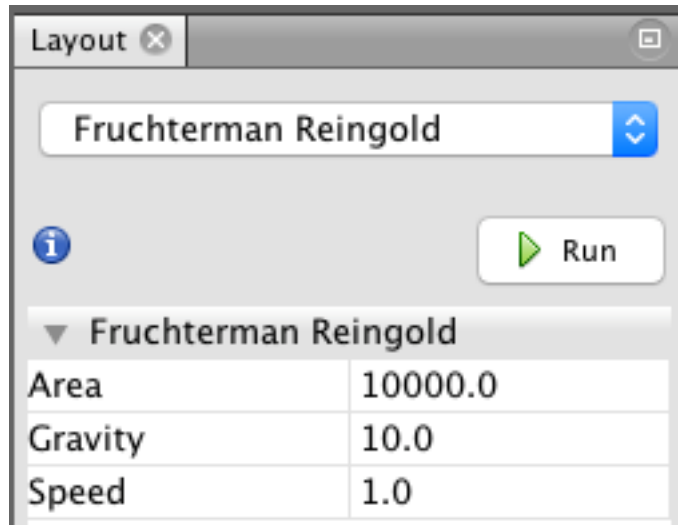 Layout
Fruchterman Reingold
Run
Fruchterman Reingold
Area 10000.0
Gravity 10.0
Speed 1.0